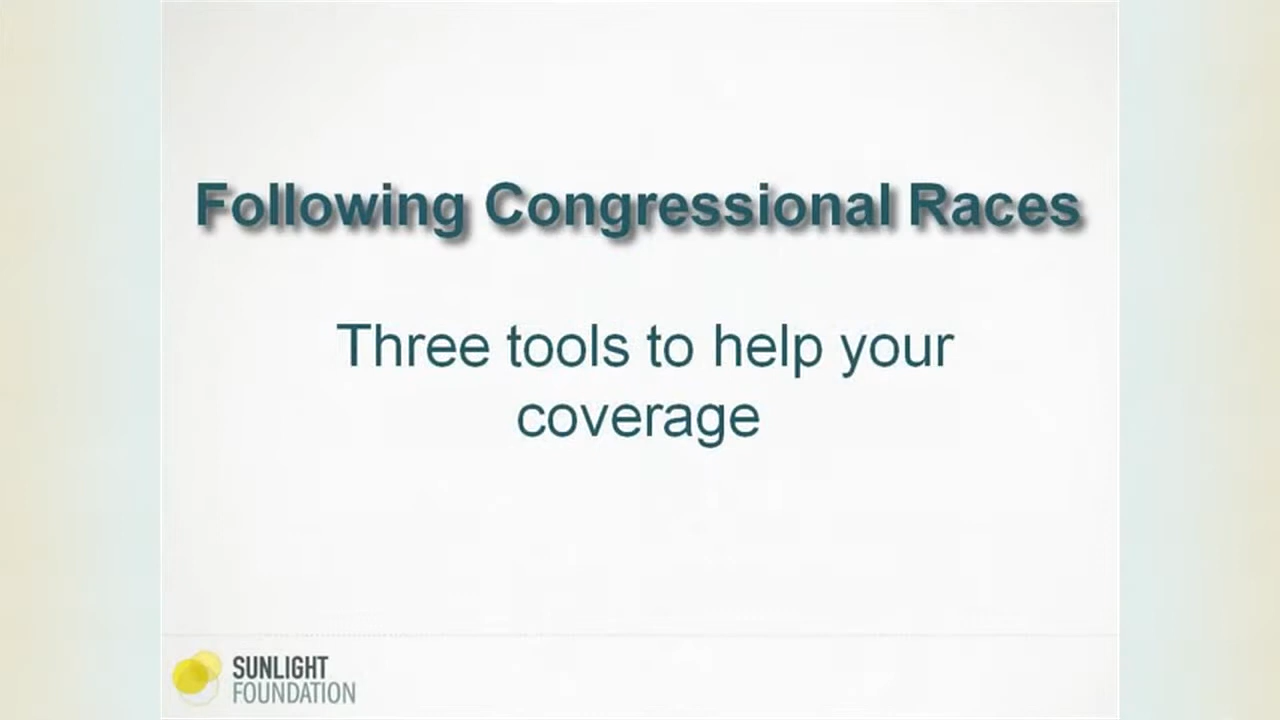 Following Congressional Races
Three tools to help your
coverage
SUNLIGHT
FOUNDATION